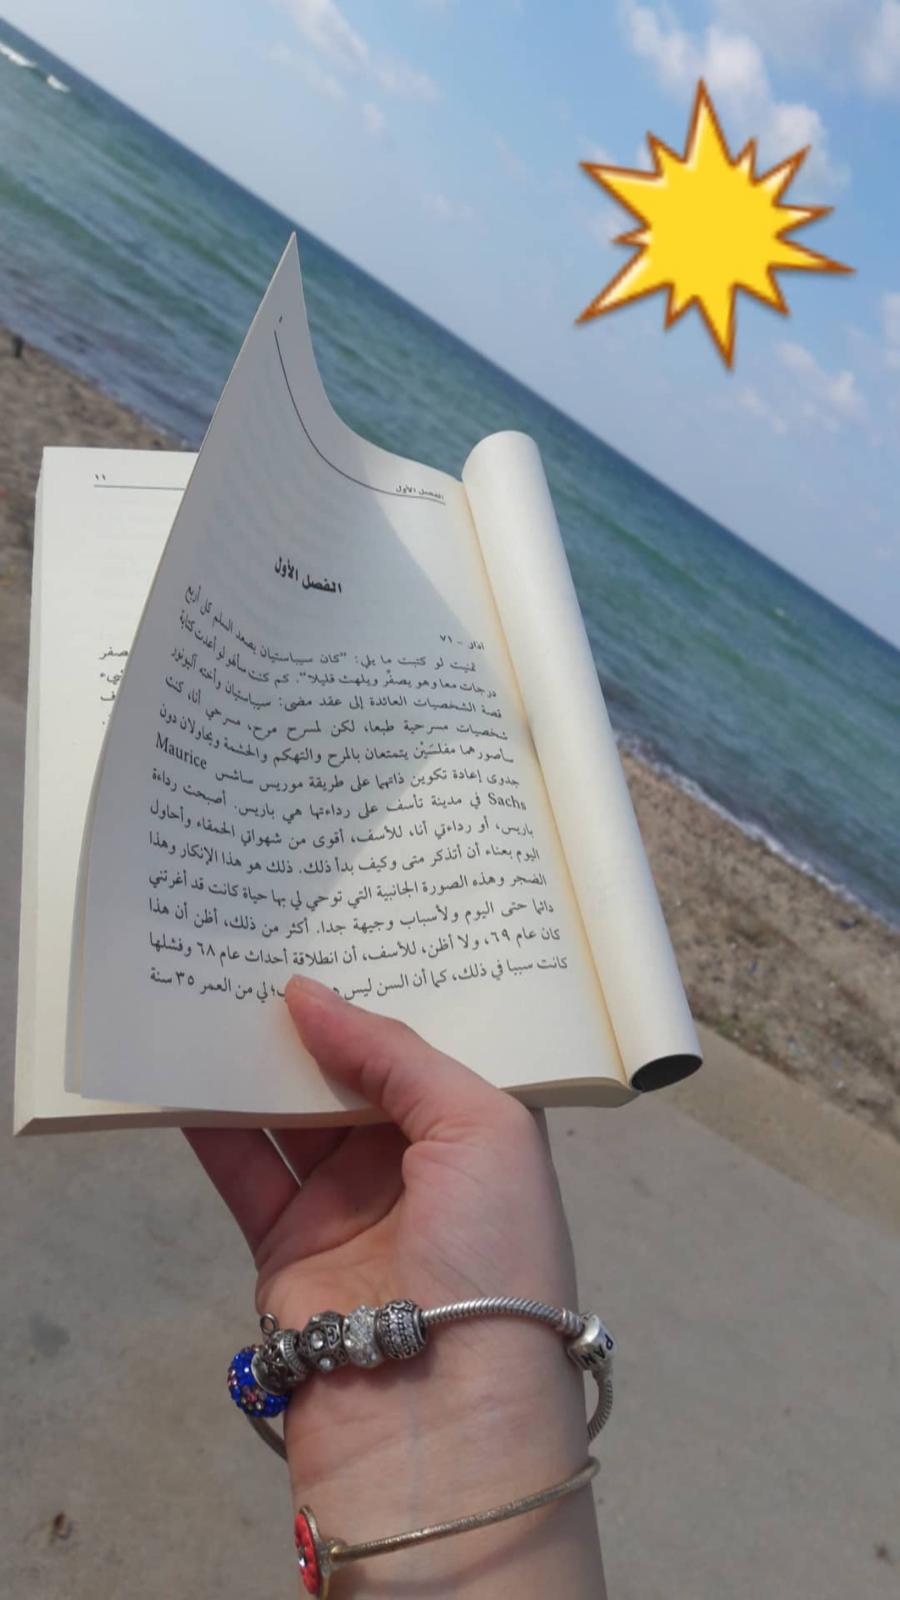 الفصل الأول
الفصل الأول
اذار - ٧١
تمنيت لو كتبت ما يلي: "كان سيباستيان يصعد السلم كل أربع
درجات معا وهو يصفّر ويلهث قليلا". كم كنت سألهو لو أعدت كتابة
قصة الشخصيات العائدة إلى عقد مضى: سيباستيان وأخته اليونور
شخصيات مسرحية طبعا، لكن لمسرح مرح، مسرحي أنا، كنت
سأصورهما مفلسَيْن يتمتعان بالمرح والتهكم والحشمة ويحاولان دون
جدوى إعادة تكوين ذاتهما على طريقة موريس ساشس Maurice
Sachs في مدينة تأسف على رداءتها هي باريس. أصبحت رداءة
باريس، أو رداءتي أنا، للأسف، أقوى من شهواتي الحمقاء وأحاول
اليوم بعناء أن أتذكر متى وكيف بدأ ذلك. ذلك هو هذا الإنكار وهذا
الضجر وهذه الصورة الجانبية التي توحي لي بها حياة كانت قد أغرتني
دائما حتى اليوم ولأسباب وجيهة جدا. أكثر من ذلك، أظن أن هذا
كان عام ٦٩، ولا أظن، للأسف، أن انطلاقة أحداث عام ٦٨ وفشلها
كانت سببا في ذلك، كما أن السن ليس لي من العمر ٣٥ سنة
١١
PAN